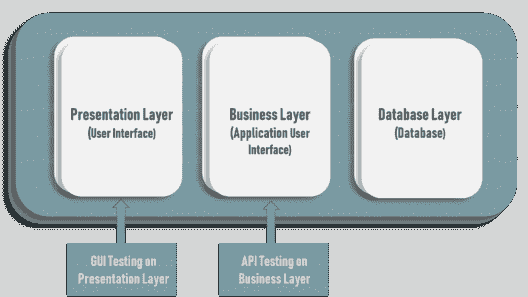 Presentation Layer
(User Interface)
Business Layer
(Application User
Interface)
Database Layer
(Database)
GUI Testing on
Presentation Layer
API Testing on
Business Layer